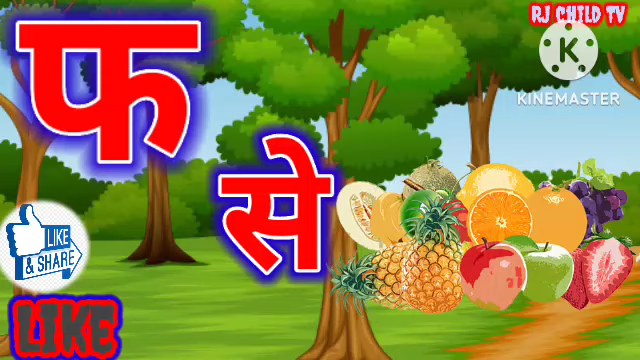 RJ CHILD TV
फ
KINEMASTER
से
LIKE
& SHARE
LIKE